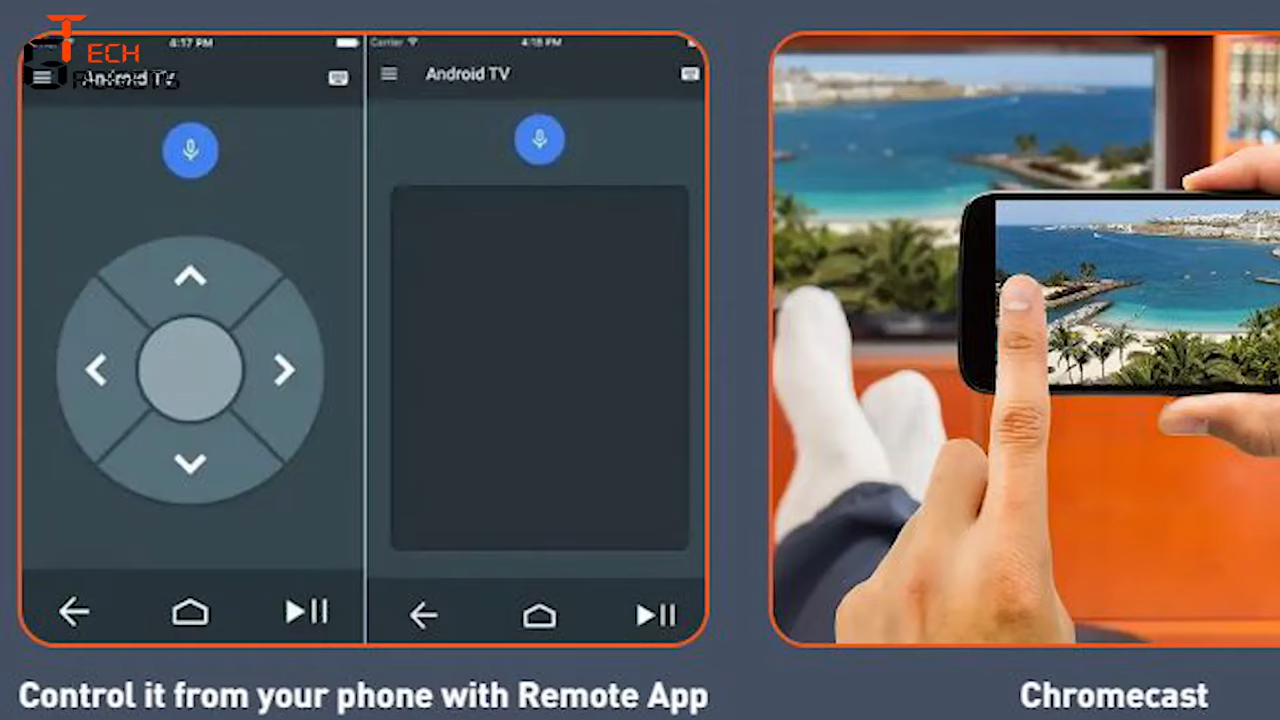 TECH
4:17 PM
Android TV
Carrier
4:18 PM
Android TV
Control it from your phone with Remote App
Chromecast